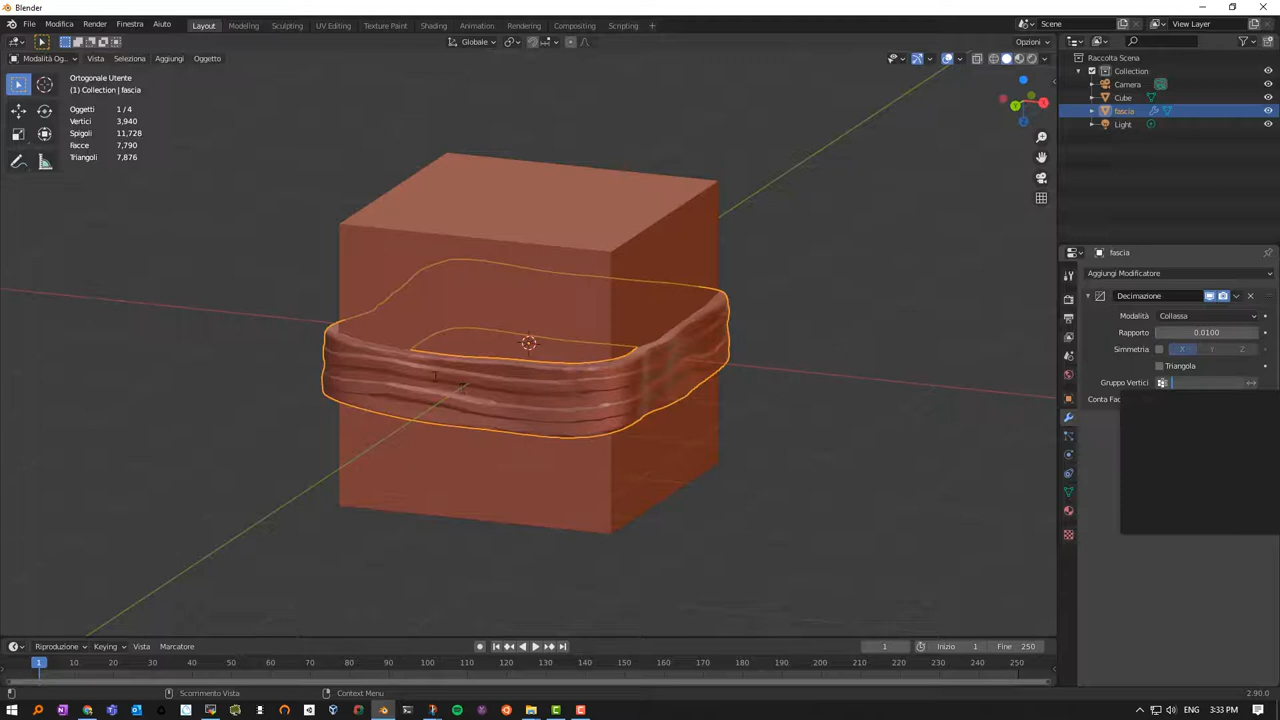 Blender
File Modifica Render Finestra Aiuto Layout Modeling Sculpting UV Editing Texture Paint Shading Animation Rendering Compositing Scripting + Scene View Layer
Globale Opzioni
Modalità Og... Vista Seleziona Aggiungi Oggetto
Ortogonale Utente
(1) Collection | fascia
Oggetti 1/4
Vertici 3,940
Spigoli 11,728
Facce 7,790
Triangoli 7,876
X
Y
Z
Raccolta Scena
Collection
Camera
Cube
fascia
Light
fascia
Aggiungi Modificatore
Decimazione
Modalità Collassa
Rapporto 0.0100
Simmetria X Y Z
Triangola
Gruppo Vertici
Conta Fac
Riproduzione Keying Vista Marcatore 1 Inizio 1 Fine 250
1 10 20 30 40 50 60 70 80 90 100 110 120 130 140 150 160 170 180 190 200 210 220 230 240 250
Scorrimento Vista Context Menu 2.90.0
ENG 3:33 PM